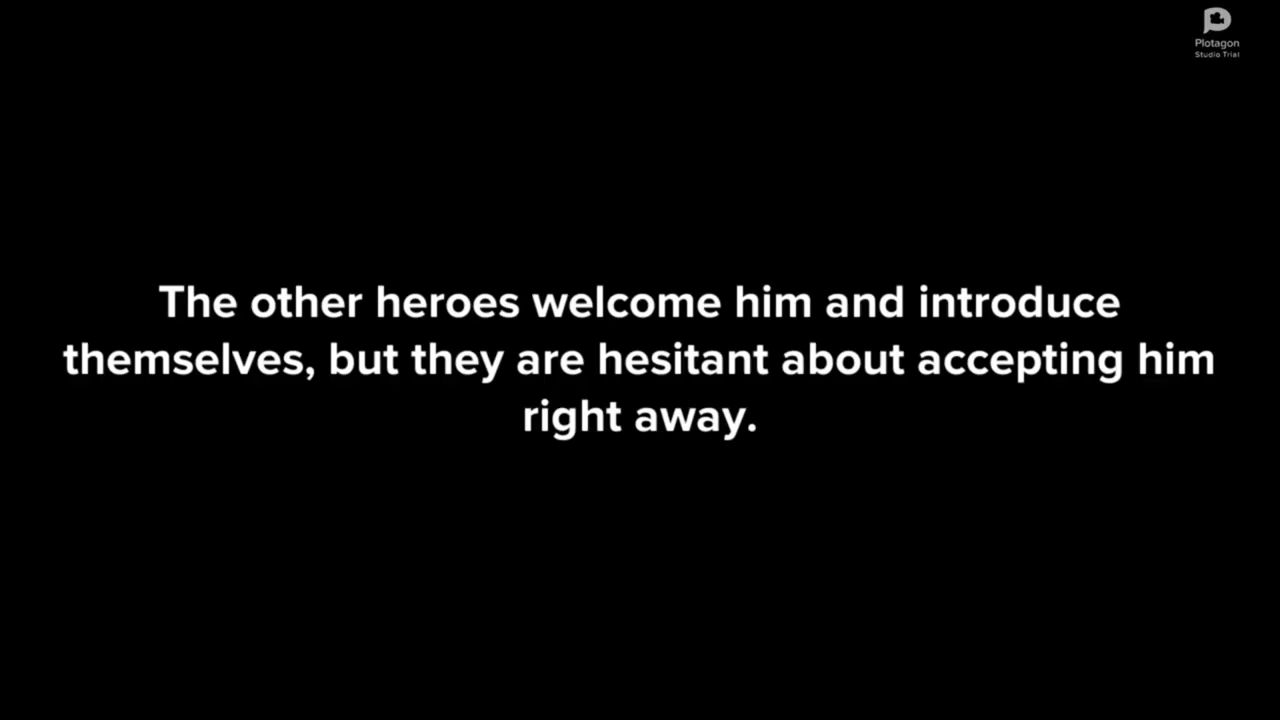 Plotagon
Studio Trial
The other heroes welcome him and introduce
themselves, but they are hesitant about accepting him
right away.